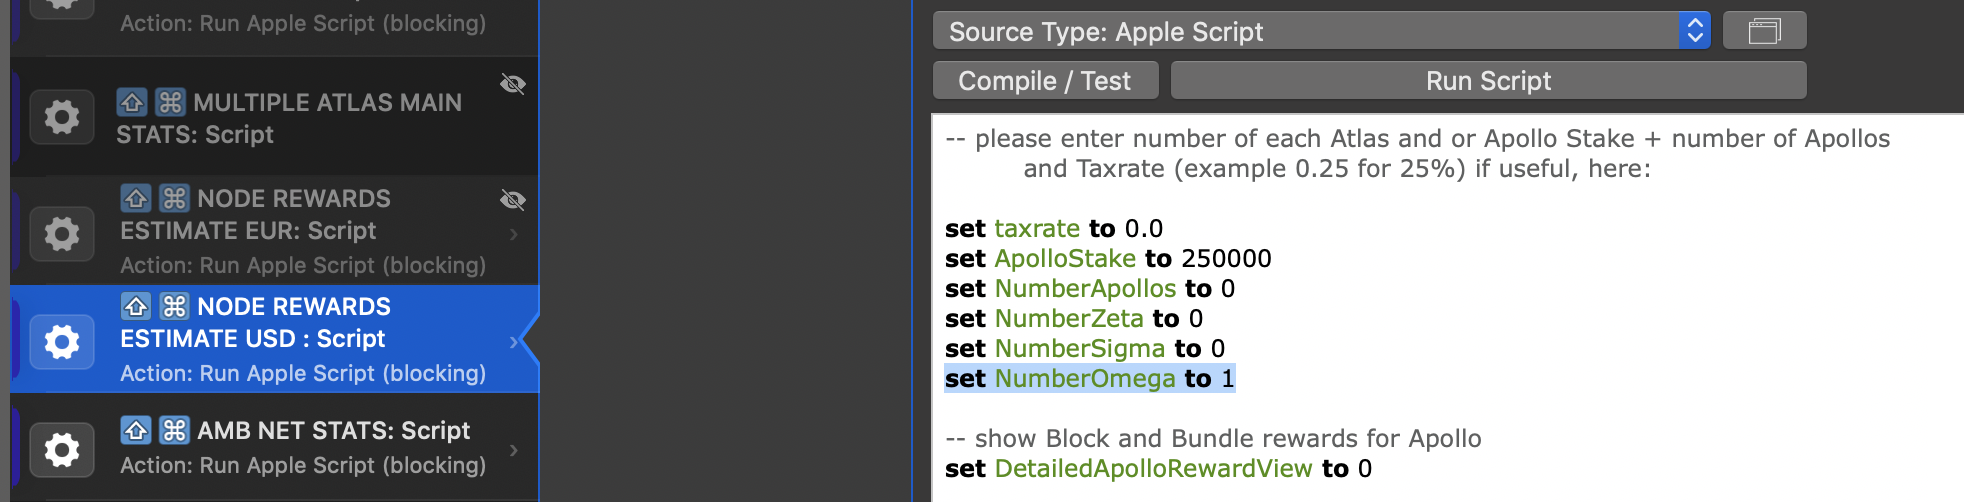 Action: Run Apple Script (blocking)
⇧ ⌘ MULTIPLE ATLAS MAIN
STATS: Script
⇧ ⌘ NODE REWARDS
ESTIMATE EUR: Script
Action: Run Apple Script (blocking)
⇧ ⌘ NODE REWARDS
ESTIMATE USD : Script
Action: Run Apple Script (blocking)
⇧ ⌘ AMB NET STATS: Script
Action: Run Apple Script (blocking)
Source Type: Apple Script
Compile / Test
Run Script
-- please enter number of each Atlas and or Apollo Stake + number of Apollos
and Taxrate (example 0.25 for 25%) if useful, here:
set taxrate to 0.0
set ApolloStake to 250000
set NumberApollos to 0
set NumberZeta to 0
set NumberSigma to 0
set NumberOmega to 1
-- show Block and Bundle rewards for Apollo
set DetailedApolloRewardView to 0